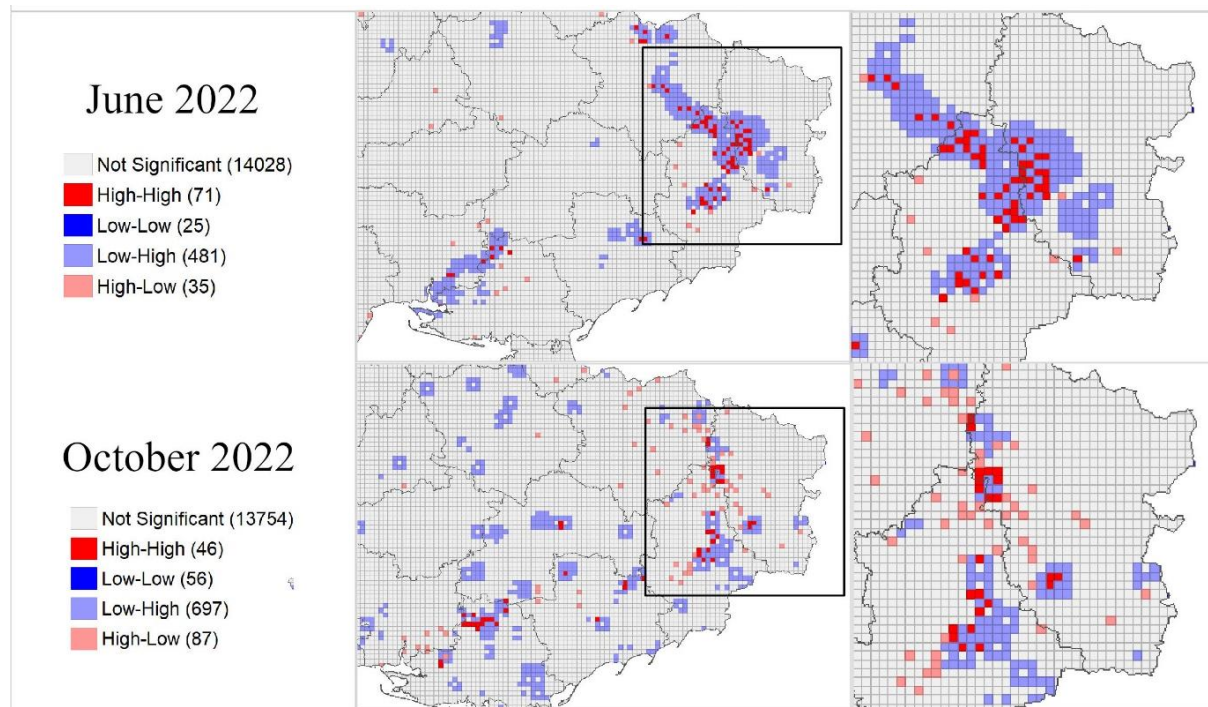 June 2022
Not Significant (14028)
High-High (71)
Low-Low (25)
Low-High (481)
High-Low (35)
October 2022
Not Significant (13754)
High-High (46)
Low-Low (56)
Low-High (697)
High-Low (87)